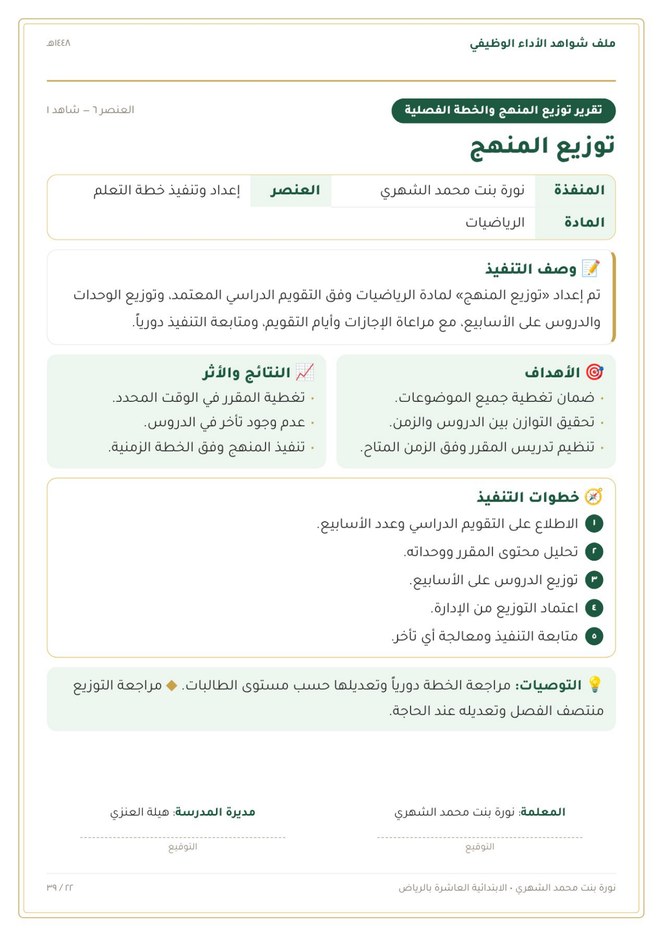 ملف شواهد الأداء الوظيفي
١٤٤٨هـ
تقرير توزيع المنهج والخطة الفصلية
العنصر ٦ – شاهد ١
توزيع المنهج
المنفذة نورة بنت محمد الشهري العنصر إعداد وتنفيذ خطة التعلم
المادة الرياضيات
📝 وصف التنفيذ
تم إعداد «توزيع المنهج» لمادة الرياضيات وفق التقويم الدراسي المعتمد، وتوزيع الوحدات
والدروس على الأسابيع، مع مراعاة الإجازات وأيام التقويم، ومتابعة التنفيذ دورياً.
🎯 الأهداف
· ضمان تغطية جميع الموضوعات.
· تحقيق التوازن بين الدروس والزمن.
· تنظيم تدريس المقرر وفق الزمن المتاح.
📈 النتائج والأثر
· تغطية المقرر في الوقت المحدد.
· عدم وجود تأخر في الدروس.
· تنفيذ المنهج وفق الخطة الزمنية.
🧭 خطوات التنفيذ
١ الاطلاع على التقويم الدراسي وعدد الأسابيع.
٢ تحليل محتوى المقرر ووحداته.
٣ توزيع الدروس على الأسابيع.
٤ اعتماد التوزيع من الإدارة.
٥ متابعة التنفيذ ومعالجة أي تأخر.
💡 التوصيات: مراجعة الخطة دورياً وتعديلها حسب مستوى الطالبات. ◆ مراجعة التوزيع
منتصف الفصل وتعديله عند الحاجة.
المعلمة: نورة بنت محمد الشهري
التوقيع
مديرة المدرسة: هيلة العنزي
التوقيع
نورة بنت محمد الشهري • الابتدائية العاشرة بالرياض
٢٢ / ٣٩